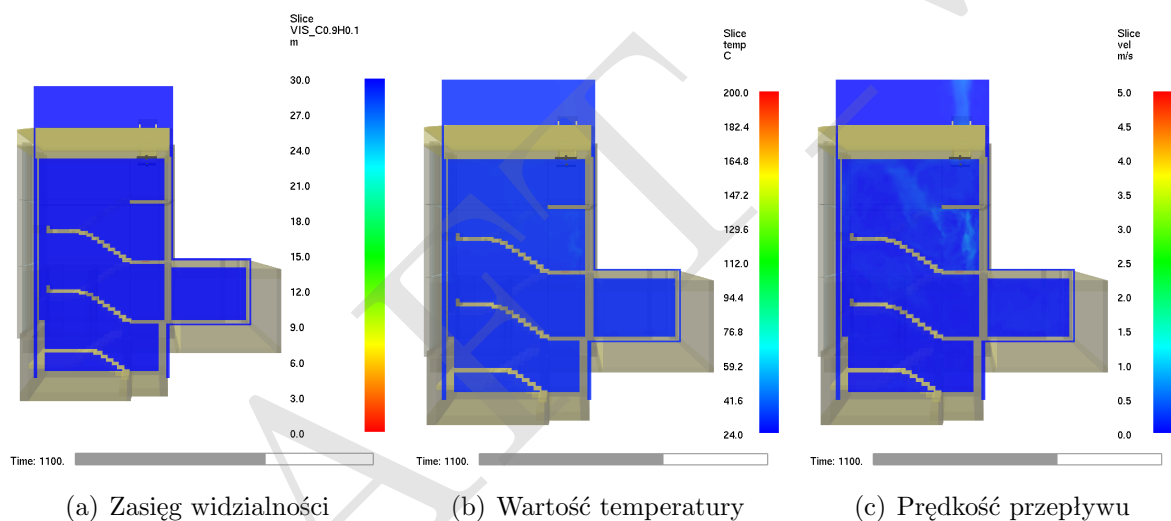 Slice
VIS_C0.9H0.1
m
30.0
27.0
24.0
21.0
18.0
15.0
12.0
9.0
6.0
3.0
0.0
Time: 1100.
(a) Zasięg widzialności
Slice
temp
C
200.0
182.4
164.8
147.2
129.6
112.0
94.4
76.8
59.2
41.6
24.0
Time: 1100.
(b) Wartość temperatury
Slice
vel
m/s
5.0
4.5
4.0
3.5
3.0
2.5
2.0
1.5
1.0
0.5
0.0
Time: 1100.
(c) Prędkość przepływu